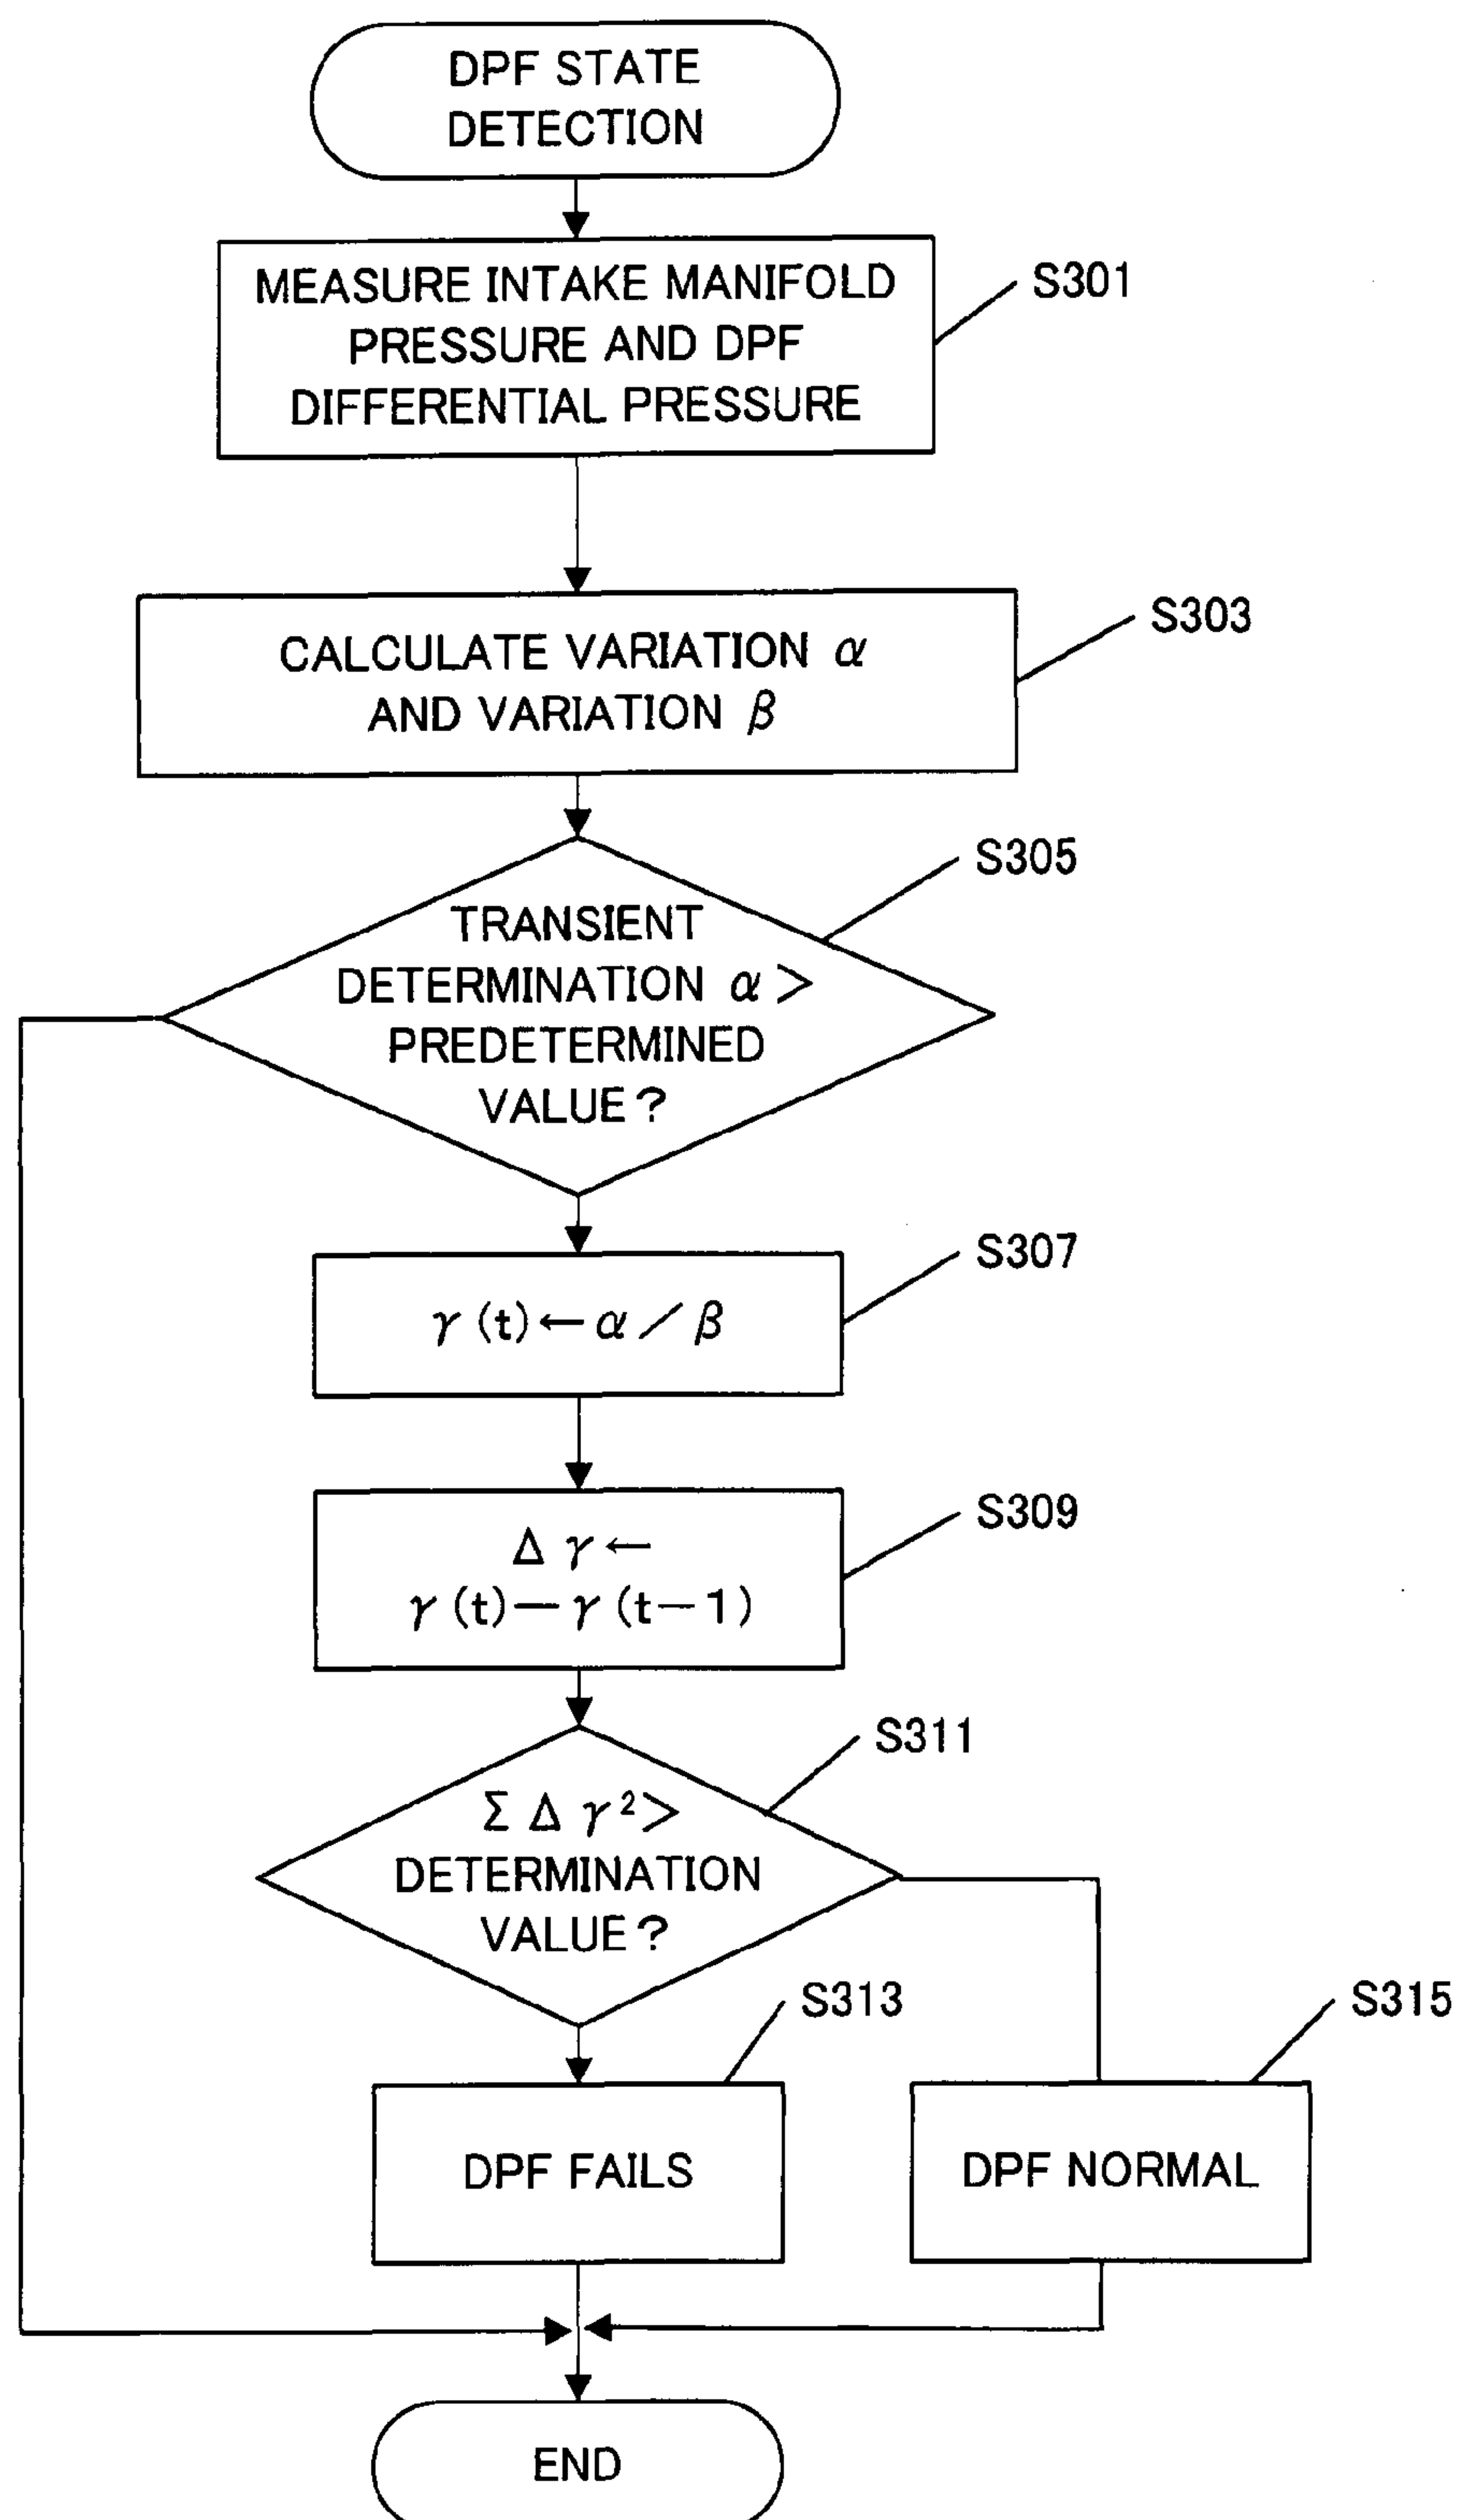 DPF STATE
DETECTION
MEASURE INTAKE MANIFOLD
PRESSURE AND DPF
DIFFERENTIAL PRESSURE
S301
CALCULATE VARIATION α
AND VARIATION β
S303
TRANSIENT
DETERMINATION α >
PREDETERMINED
VALUE?
S305
γ (t) ← α / β
S307
Δ γ ←
γ (t) — γ (t — 1)
S309
Σ Δ γ ² >
DETERMINATION
VALUE?
S311
DPF FAILS
S313
DPF NORMAL
S315
END